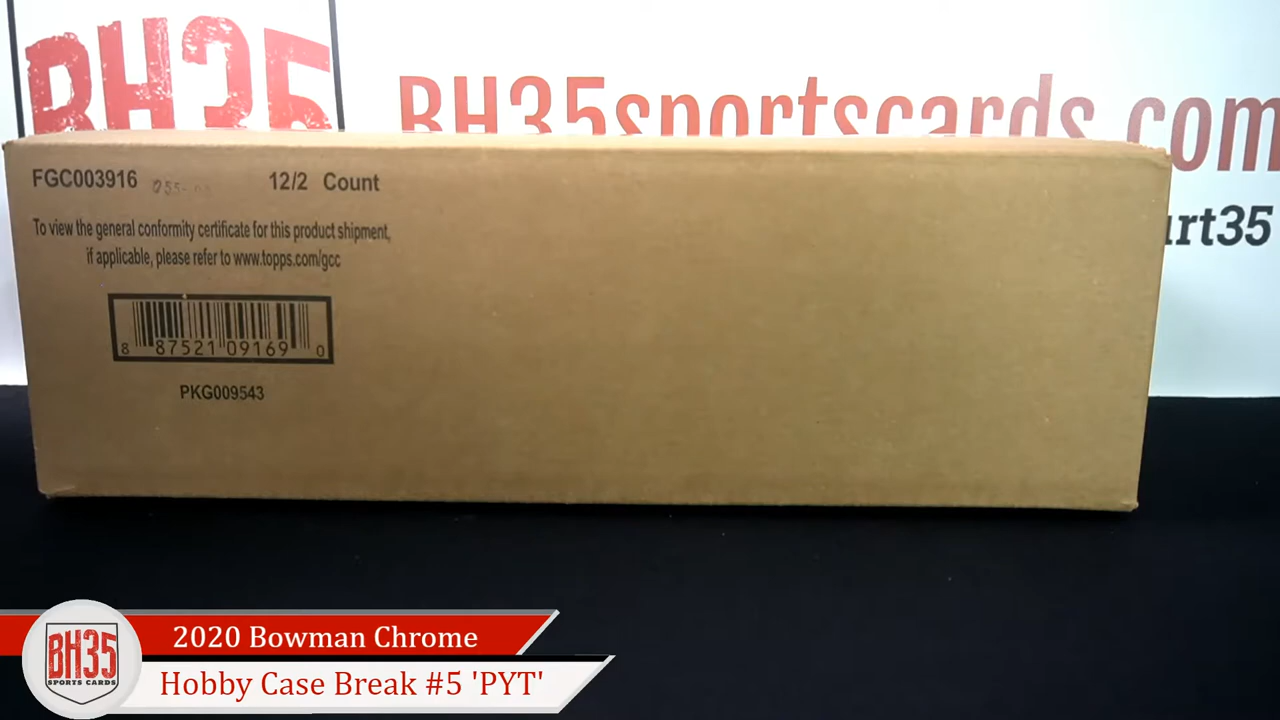 BH35
BH35sportscards.com
art35
FGC003916
12/2 Count
To view the general conformity certificate for this product shipment,
if applicable, please refer to www.topps.com/gcc
8 87521 09169 0
PKG009543
BH35
SPORTS CARDS
2020 Bowman Chrome
Hobby Case Break #5 'PYT'